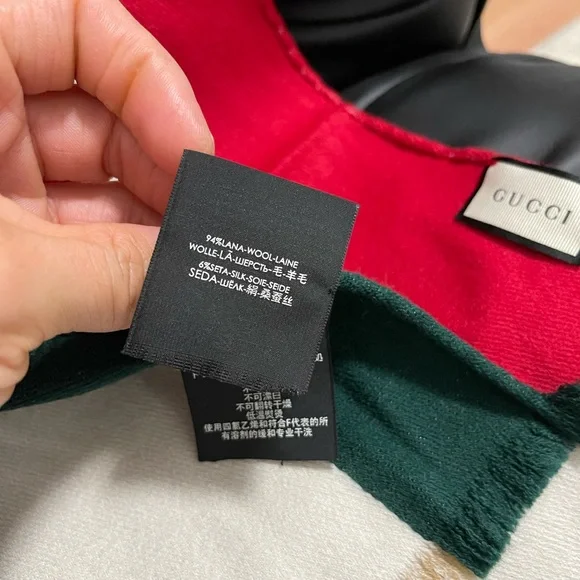 94%LANA-WOOL-LAINE
WOLLE-LÃ-ШЕРСТЬ-毛-羊毛
6%SETA-SILK-SOIE-SEIDE
SEDA-ШЁЛК-絹-桑蚕丝
不可漂白
不可翻转干燥
低温熨烫
使用四氯乙烯和符合F代表的所
有溶剂的缓和专业干洗
GUCCI